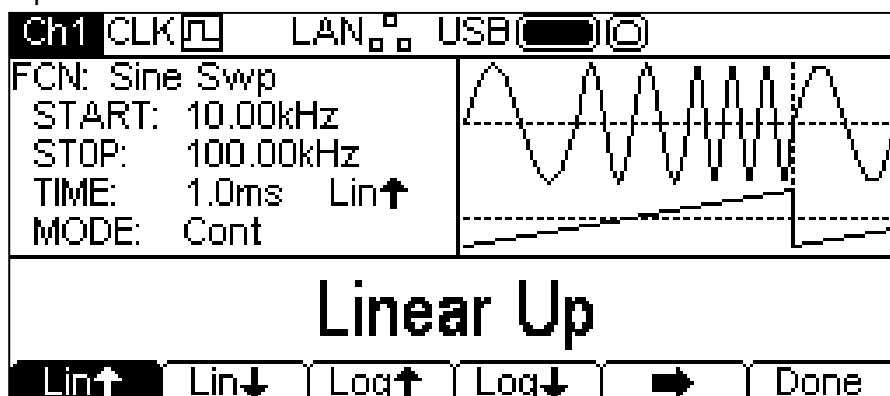 Ch1 CLK LAN USB
FCN: Sine Swp
START: 10.00kHz
STOP: 100.00kHz
TIME: 1.0ms Lin↑
MODE: Cont
Linear Up
Lin↑ Lin↓ Log↑ Log↓ ➡ Done